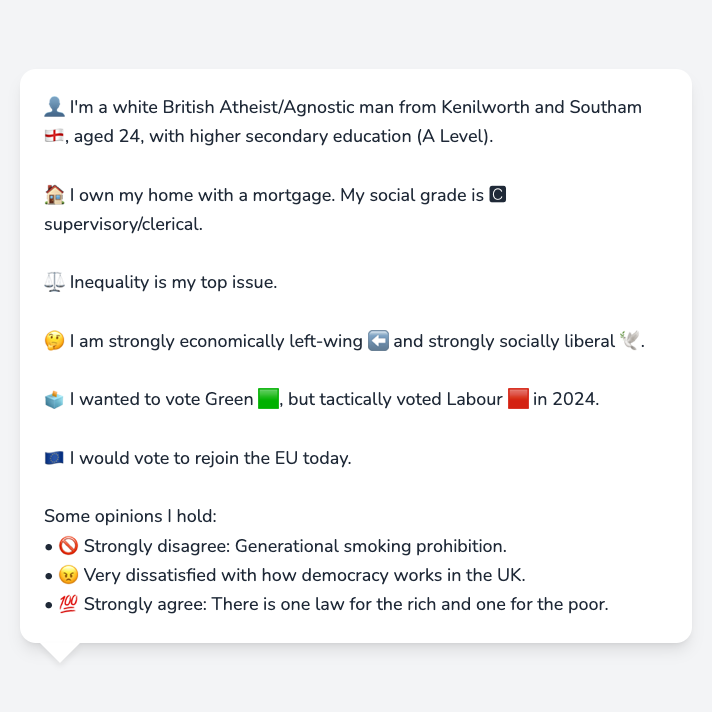 👤 I'm a white British Atheist/Agnostic man from Kenilworth and Southam
🏴󠁧󠁢󠁥󠁮󠁧󠁿, aged 24, with higher secondary education (A Level).
🏠 I own my home with a mortgage. My social grade is 🅲
supervisory/clerical.
⚖️ Inequality is my top issue.
🤔 I am strongly economically left-wing ⬅️ and strongly socially liberal 🕊️.
🗳️ I wanted to vote Green 🟩, but tactically voted Labour 🟥 in 2024.
🇪🇺 I would vote to rejoin the EU today.
Some opinions I hold:
• 🚫 Strongly disagree: Generational smoking prohibition.
• 😠 Very dissatisfied with how democracy works in the UK.
• 💯 Strongly agree: There is one law for the rich and one for the poor.